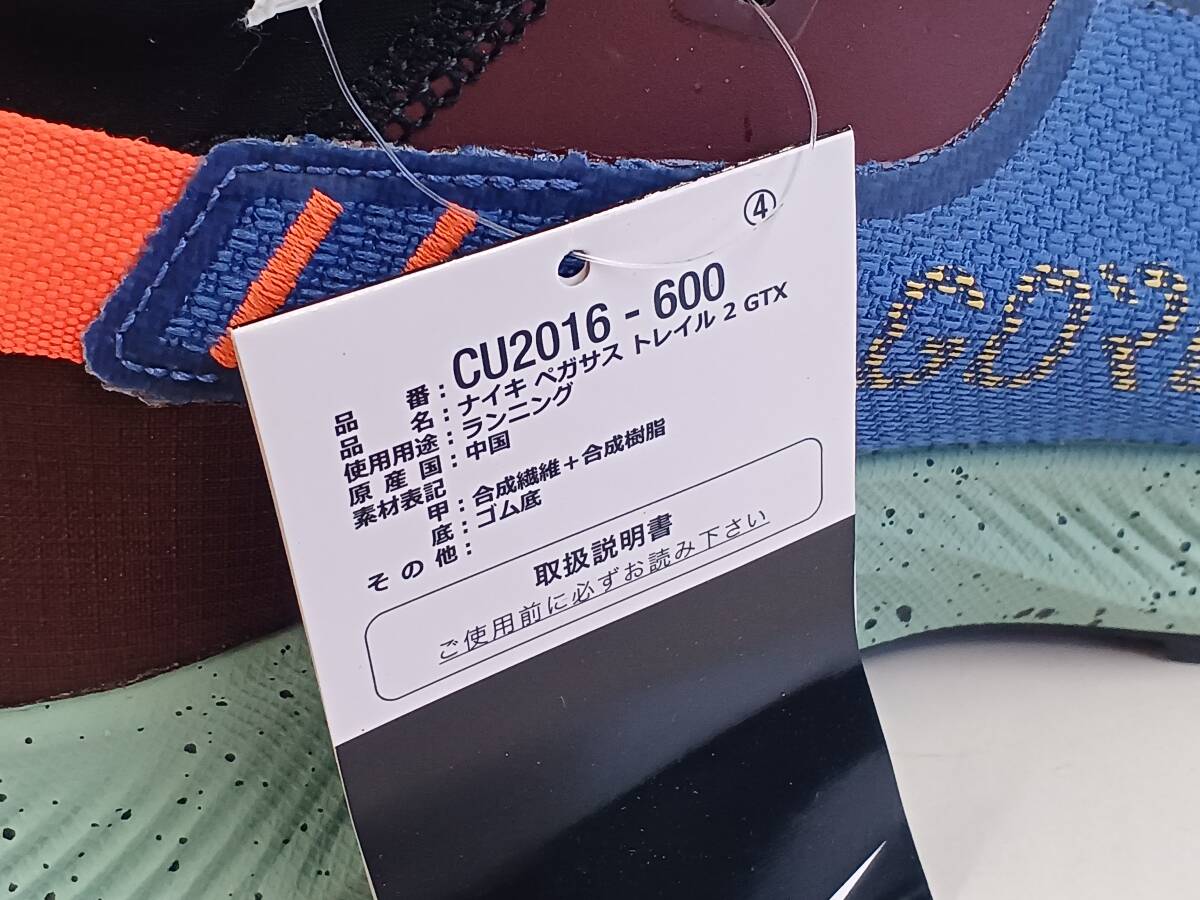 ④
品番：CU2016 - 600
品名：ナイキ ペガサス トレイル 2 GTX
使用用途：ランニング
原産国：中国
素材表記
甲：合成繊維＋合成樹脂
底：ゴム底
その他：
取扱説明書
ご使用前に必ずお読み下さい